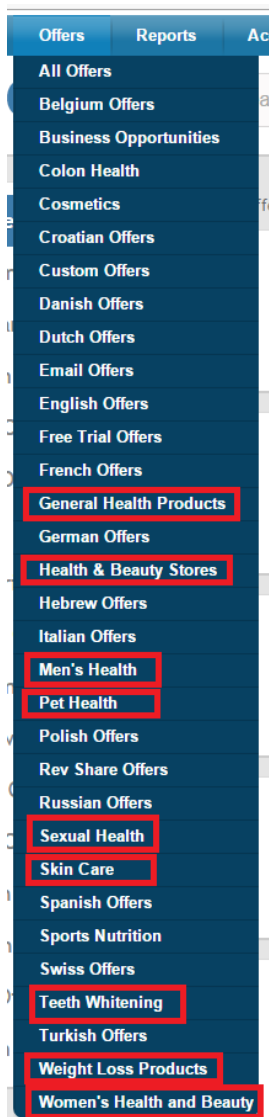 Offers Reports Ac
All Offers
Belgium Offers
Business Opportunities
Colon Health
Cosmetics
Croatian Offers
Custom Offers
Danish Offers
Dutch Offers
Email Offers
English Offers
Free Trial Offers
French Offers
General Health Products
German Offers
Health & Beauty Stores
Hebrew Offers
Italian Offers
Men's Health
Pet Health
Polish Offers
Rev Share Offers
Russian Offers
Sexual Health
Skin Care
Spanish Offers
Sports Nutrition
Swiss Offers
Teeth Whitening
Turkish Offers
Weight Loss Products
Women's Health and Beauty